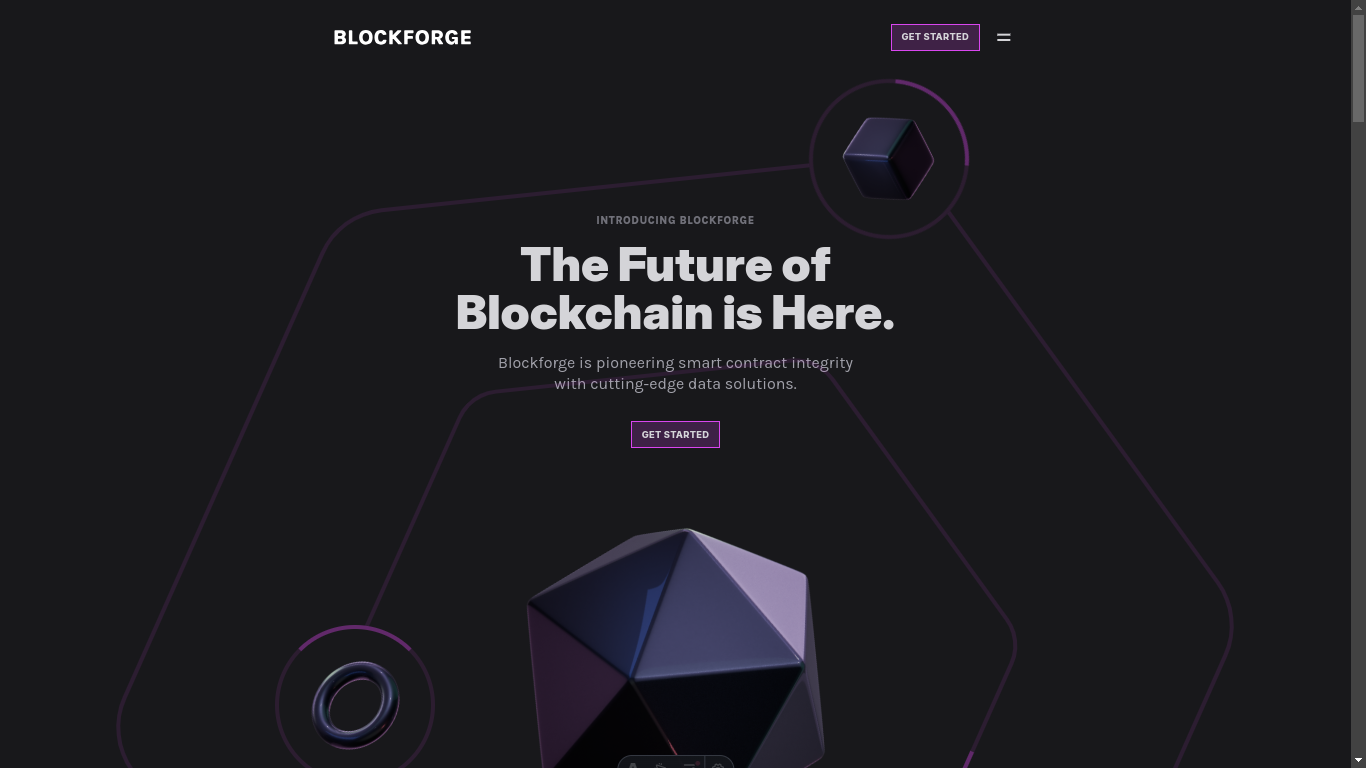 BLOCKFORGE
GET STARTED
INTRODUCING BLOCKFORGE
The Future of
Blockchain is Here.
Blockforge is pioneering smart contract integrity
with cutting-edge data solutions.
GET STARTED